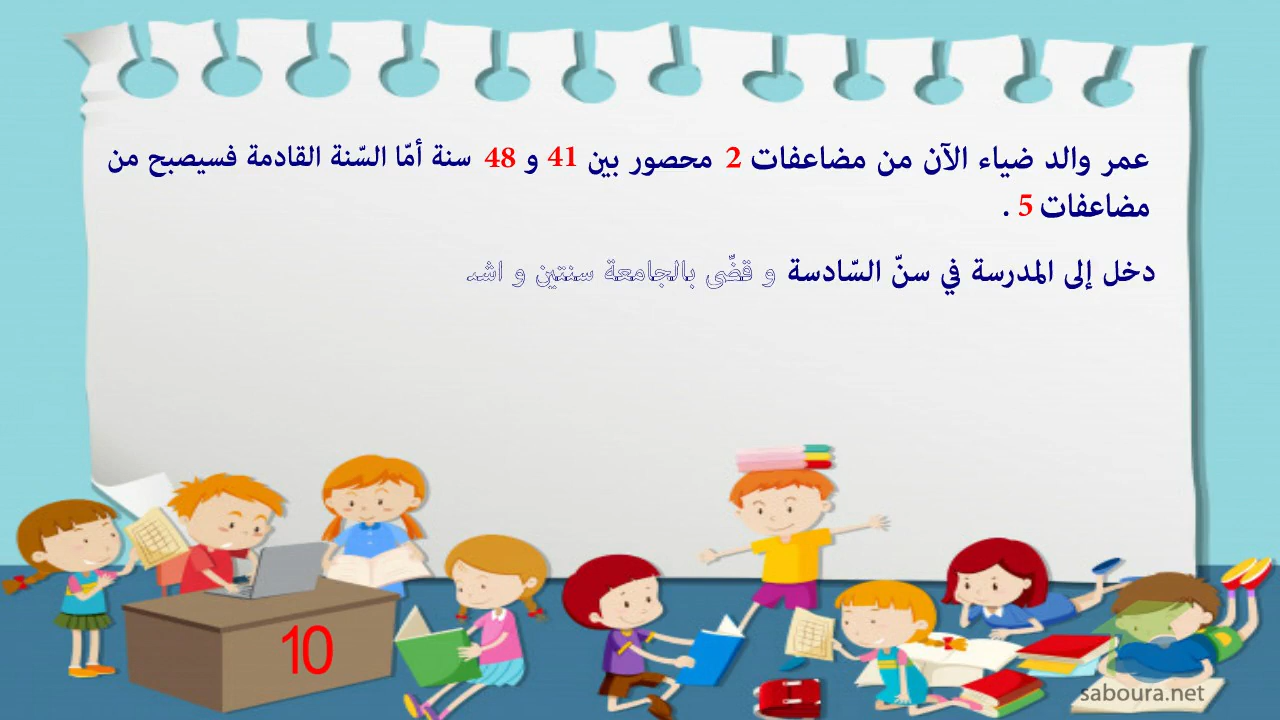 عمر والد ضياء الآن من مضاعفات 2 محصور بين 41 و 48 سنة أمّا السّنة القادمة فسيصبح من
مضاعفات 5 .
دخل إلى المدرسة في سنّ السّادسة و قضّى بالجامعة سنتين و اشد
10
saboura.net